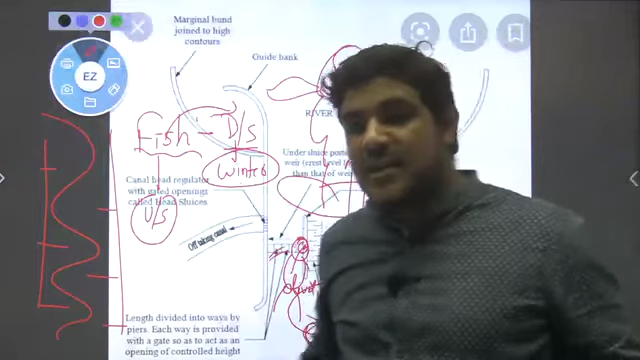 EZ
Marginal bund
joined to high
contours
Guide bank
RIVER
Fish - D/S
Under sluice
weir (crest level
than that of weir
Winter
Canal head regulator
with gated openings
called Head Sluices
U/S
Off taking canal
Length divided into ways by
piers. Each way is provided
with a gate so as to act as an
opening of controlled height